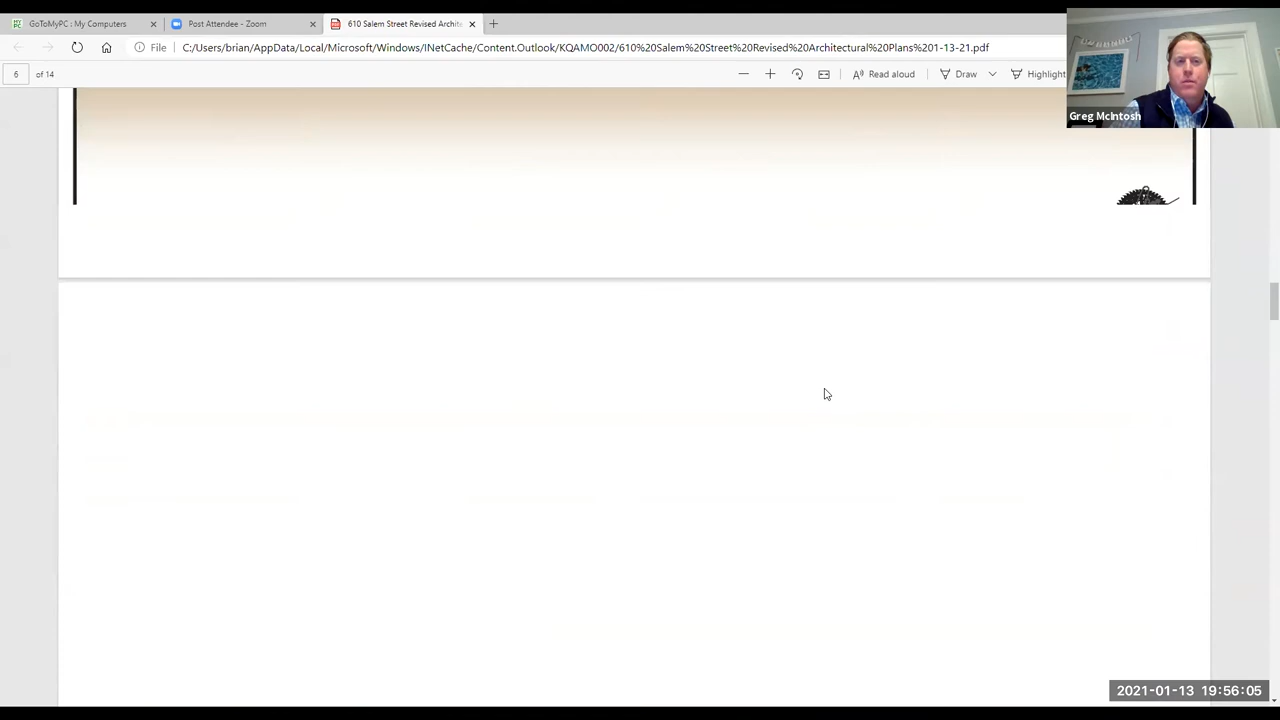 GoToMyPC : My Computers
Post Attendee - Zoom
610 Salem Street Revised Archite
File
C:/Users/brian/AppData/Local/Microsoft/Windows/INetCache/Content.Outlook/KQAMO002/610%20Salem%20Street%20Revised%20Architectural%20Plans%201-13-21.pdf
6
of 14
Read aloud
Draw
Highlight
Greg McIntosh
2021-01-13 19:56:05